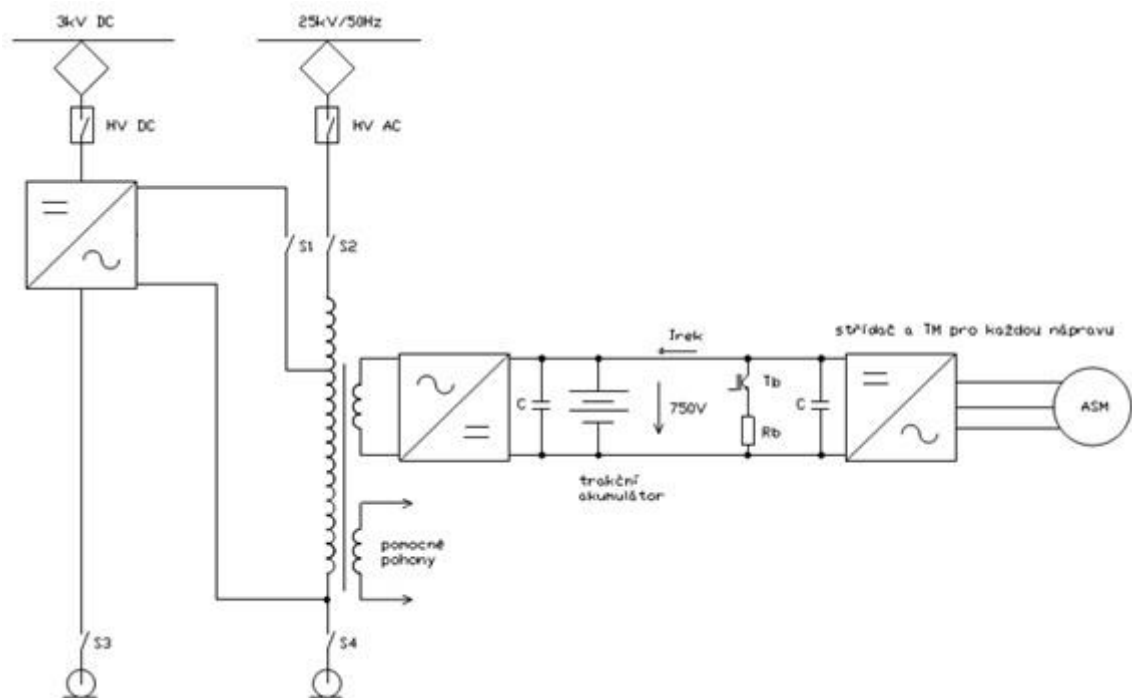 3kV DC
25kV/50Hz
HV DC
HV AC
S1
S2
střídač a TM pro každou nápravu
Irek
C
750V
Tb
Rb
C
ASM
trakční
akumulátor
pomocné
pohony
S3
S4